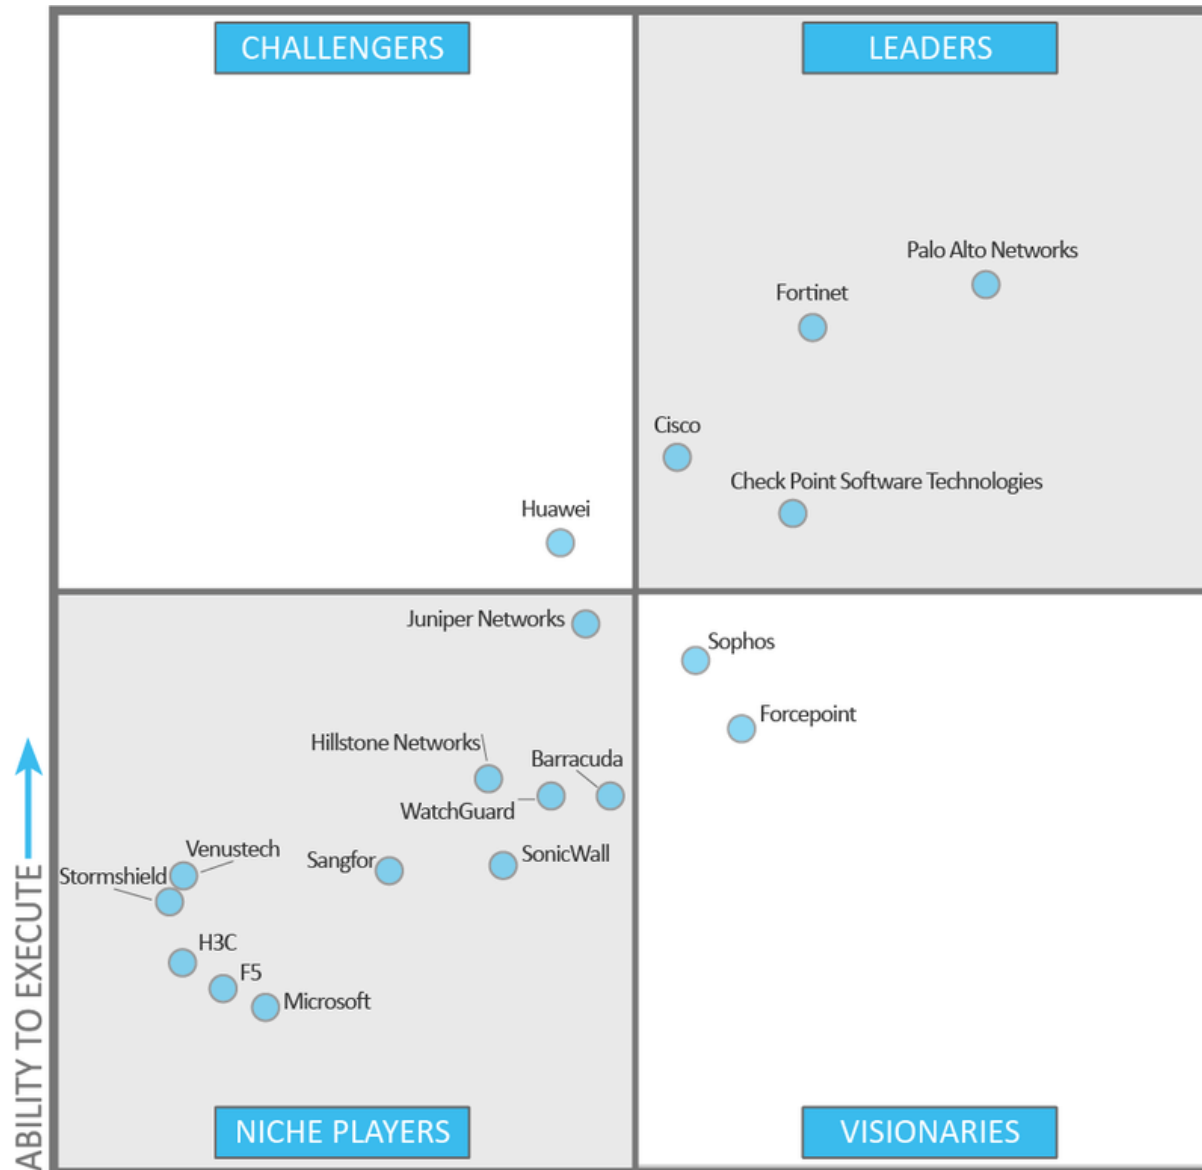 CHALLENGERS
LEADERS
Palo Alto Networks
Fortinet
Cisco
Check Point Software Technologies
Huawei
Juniper Networks
Sophos
Forcepoint
Hillstone Networks
Barracuda
WatchGuard
Venustech
Sangfor
SonicWall
Stormshield
H3C
F5
Microsoft
ABILITY TO EXECUTE
NICHE PLAYERS
VISIONARIES